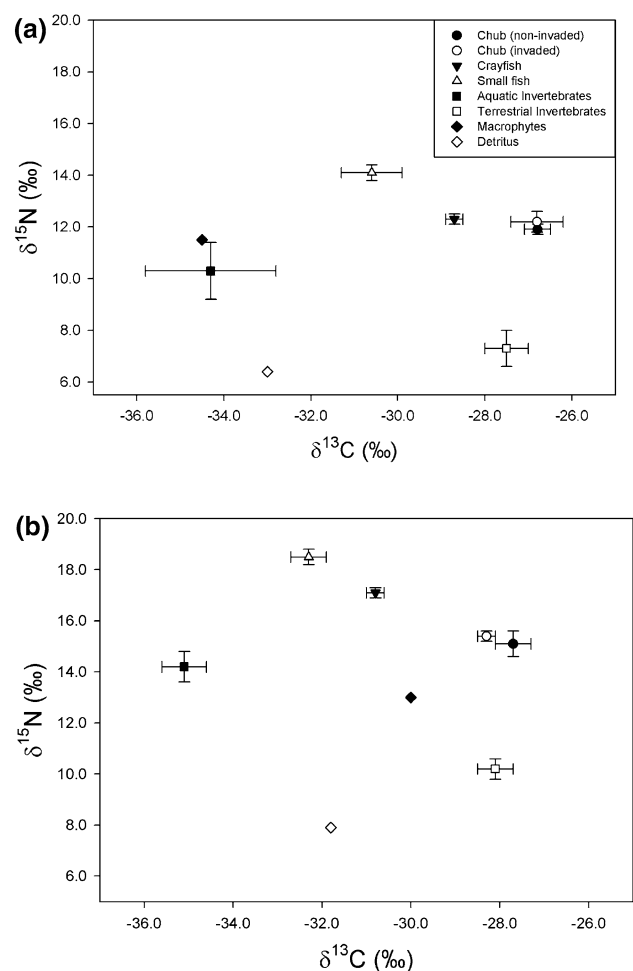 (a)
20.0
18.0
16.0
14.0
12.0
10.0
8.0
6.0
δ15N (‰)
Chub (non-invaded)
Chub (invaded)
Crayfish
Small fish
Aquatic Invertebrates
Terrestrial Invertebrates
Macrophytes
Detritus
-36.0 -34.0 -32.0 -30.0 -28.0 -26.0
δ13C (‰)
(b)
20.0
18.0
16.0
14.0
12.0
10.0
8.0
6.0
δ15N (‰)
-36.0 -34.0 -32.0 -30.0 -28.0 -26.0
δ13C (‰)